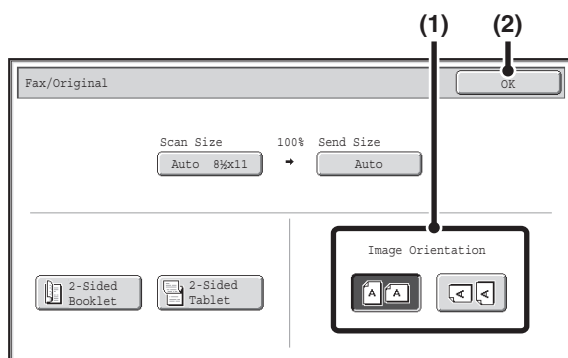 (1) (2)
Fax/Original OK
Scan Size 100% Send Size
Auto 8½x11 → Auto
Image Orientation
2-Sided 2-Sided
Booklet Tablet
A A A A